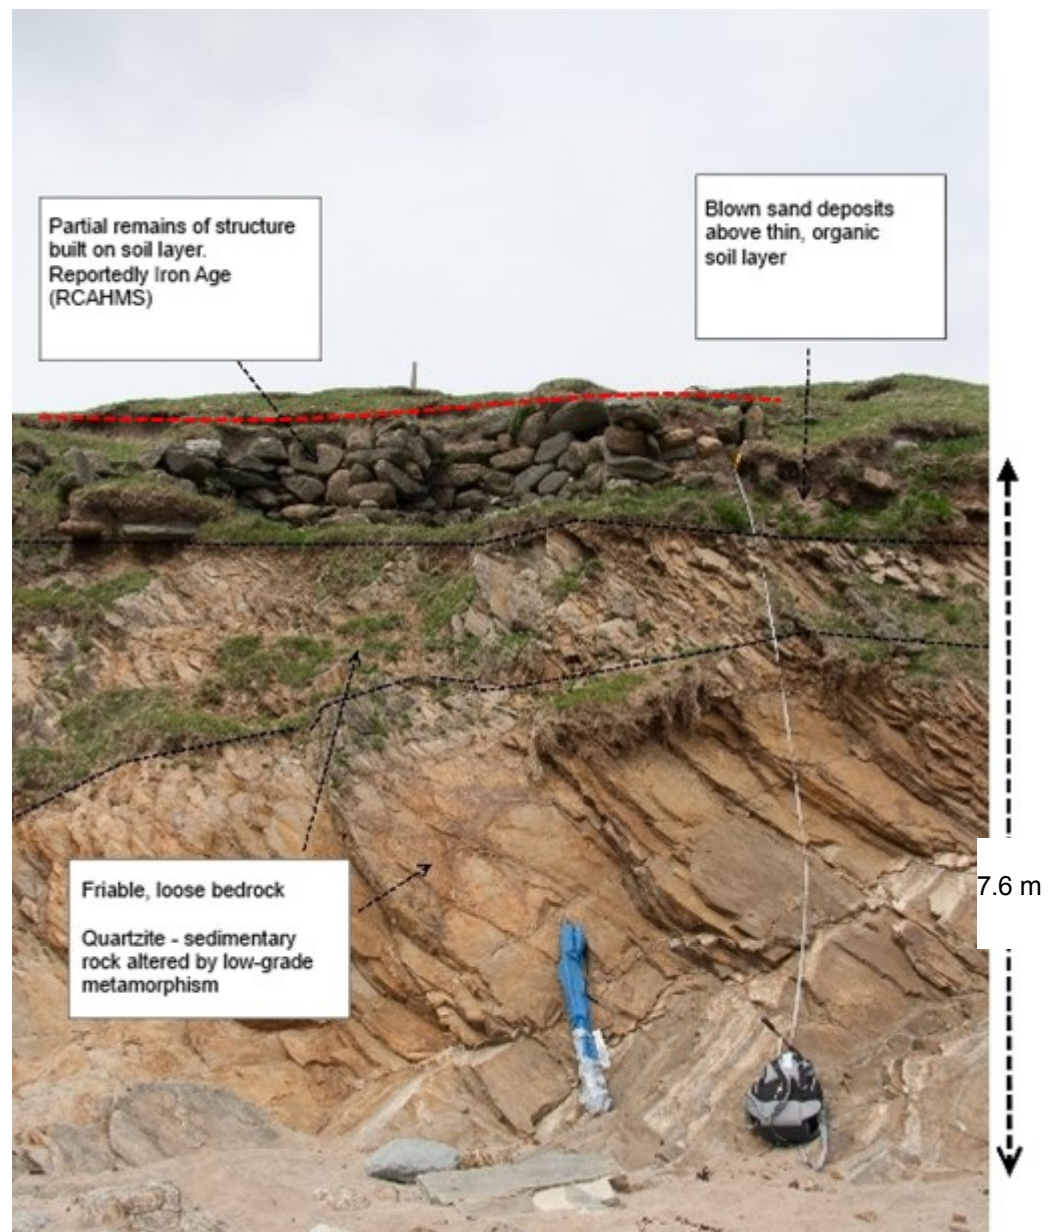 Partial remains of structure
built on soil layer.
Reportedly Iron Age
(RCAHMS)
Blown sand deposits
above thin, organic
soil layer
Friable, loose bedrock
Quartzite - sedimentary
rock altered by low-grade
metamorphism
7.6 m